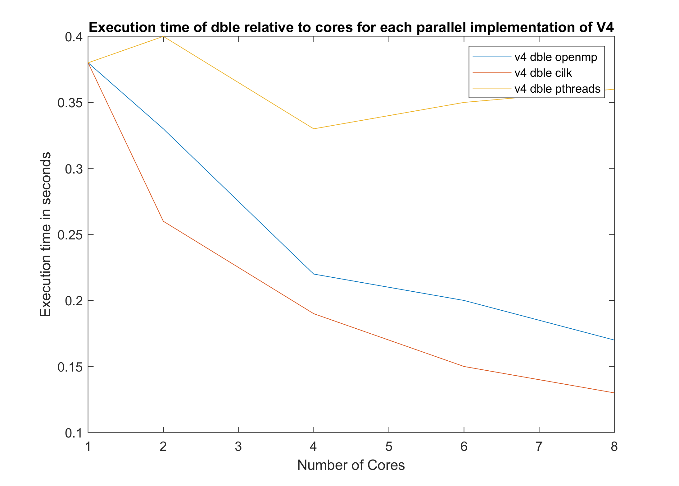 Execution time of dble relative to cores for each parallel implementation of V4
v4 dble openmp
v4 dble cilk
v4 dble pthreads
0.4
0.35
0.3
0.25
0.2
0.15
0.1
Execution time in seconds
1 2 3 4 5 6 7 8
Number of Cores